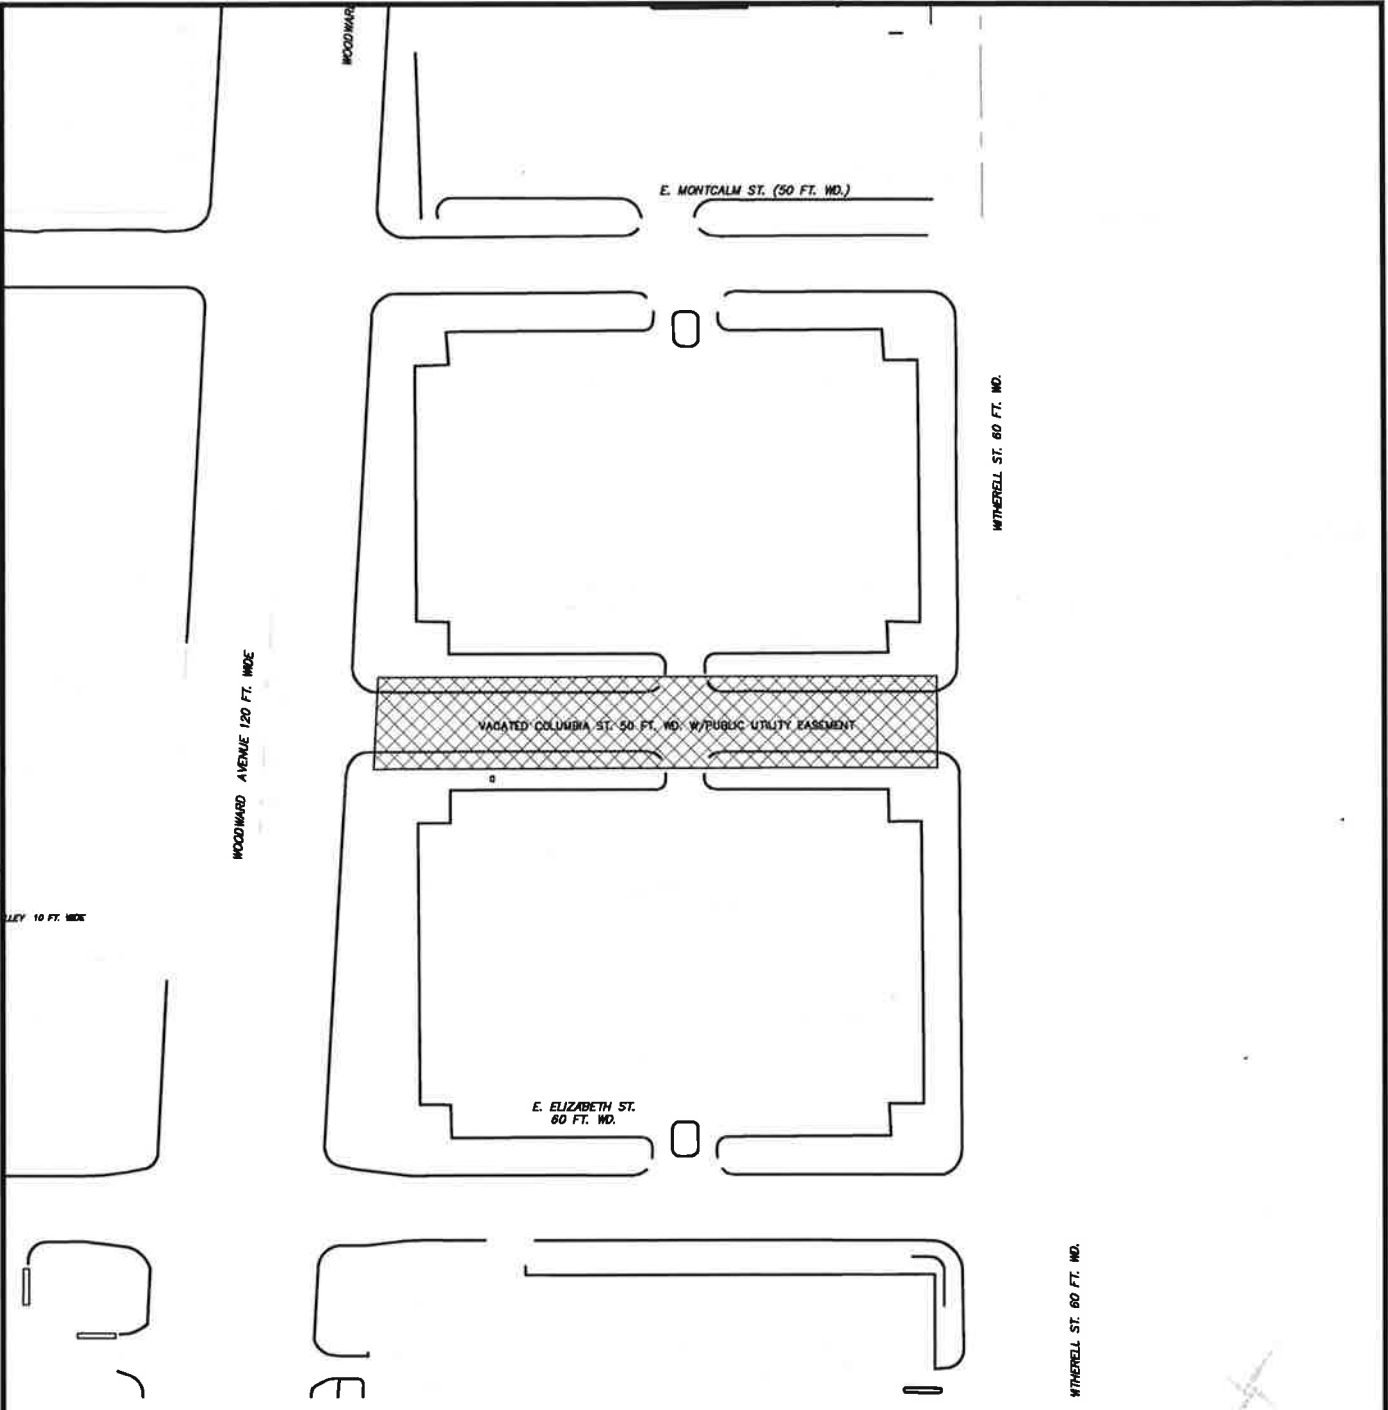 WOODWARD
E. MONTCALM ST. (50 FT. WD.)
WITHERELL ST. 60 FT. WD.
WOODWARD AVENUE 120 FT. WIDE
VACATED COLUMBIA ST. 50 FT. WD. W/PUBLIC UTILITY EASEMENT
LLEY 10 FT. WIDE
E. ELIZABETH ST.
60 FT. WD.
WITHERELL ST. 60 FT. WD.